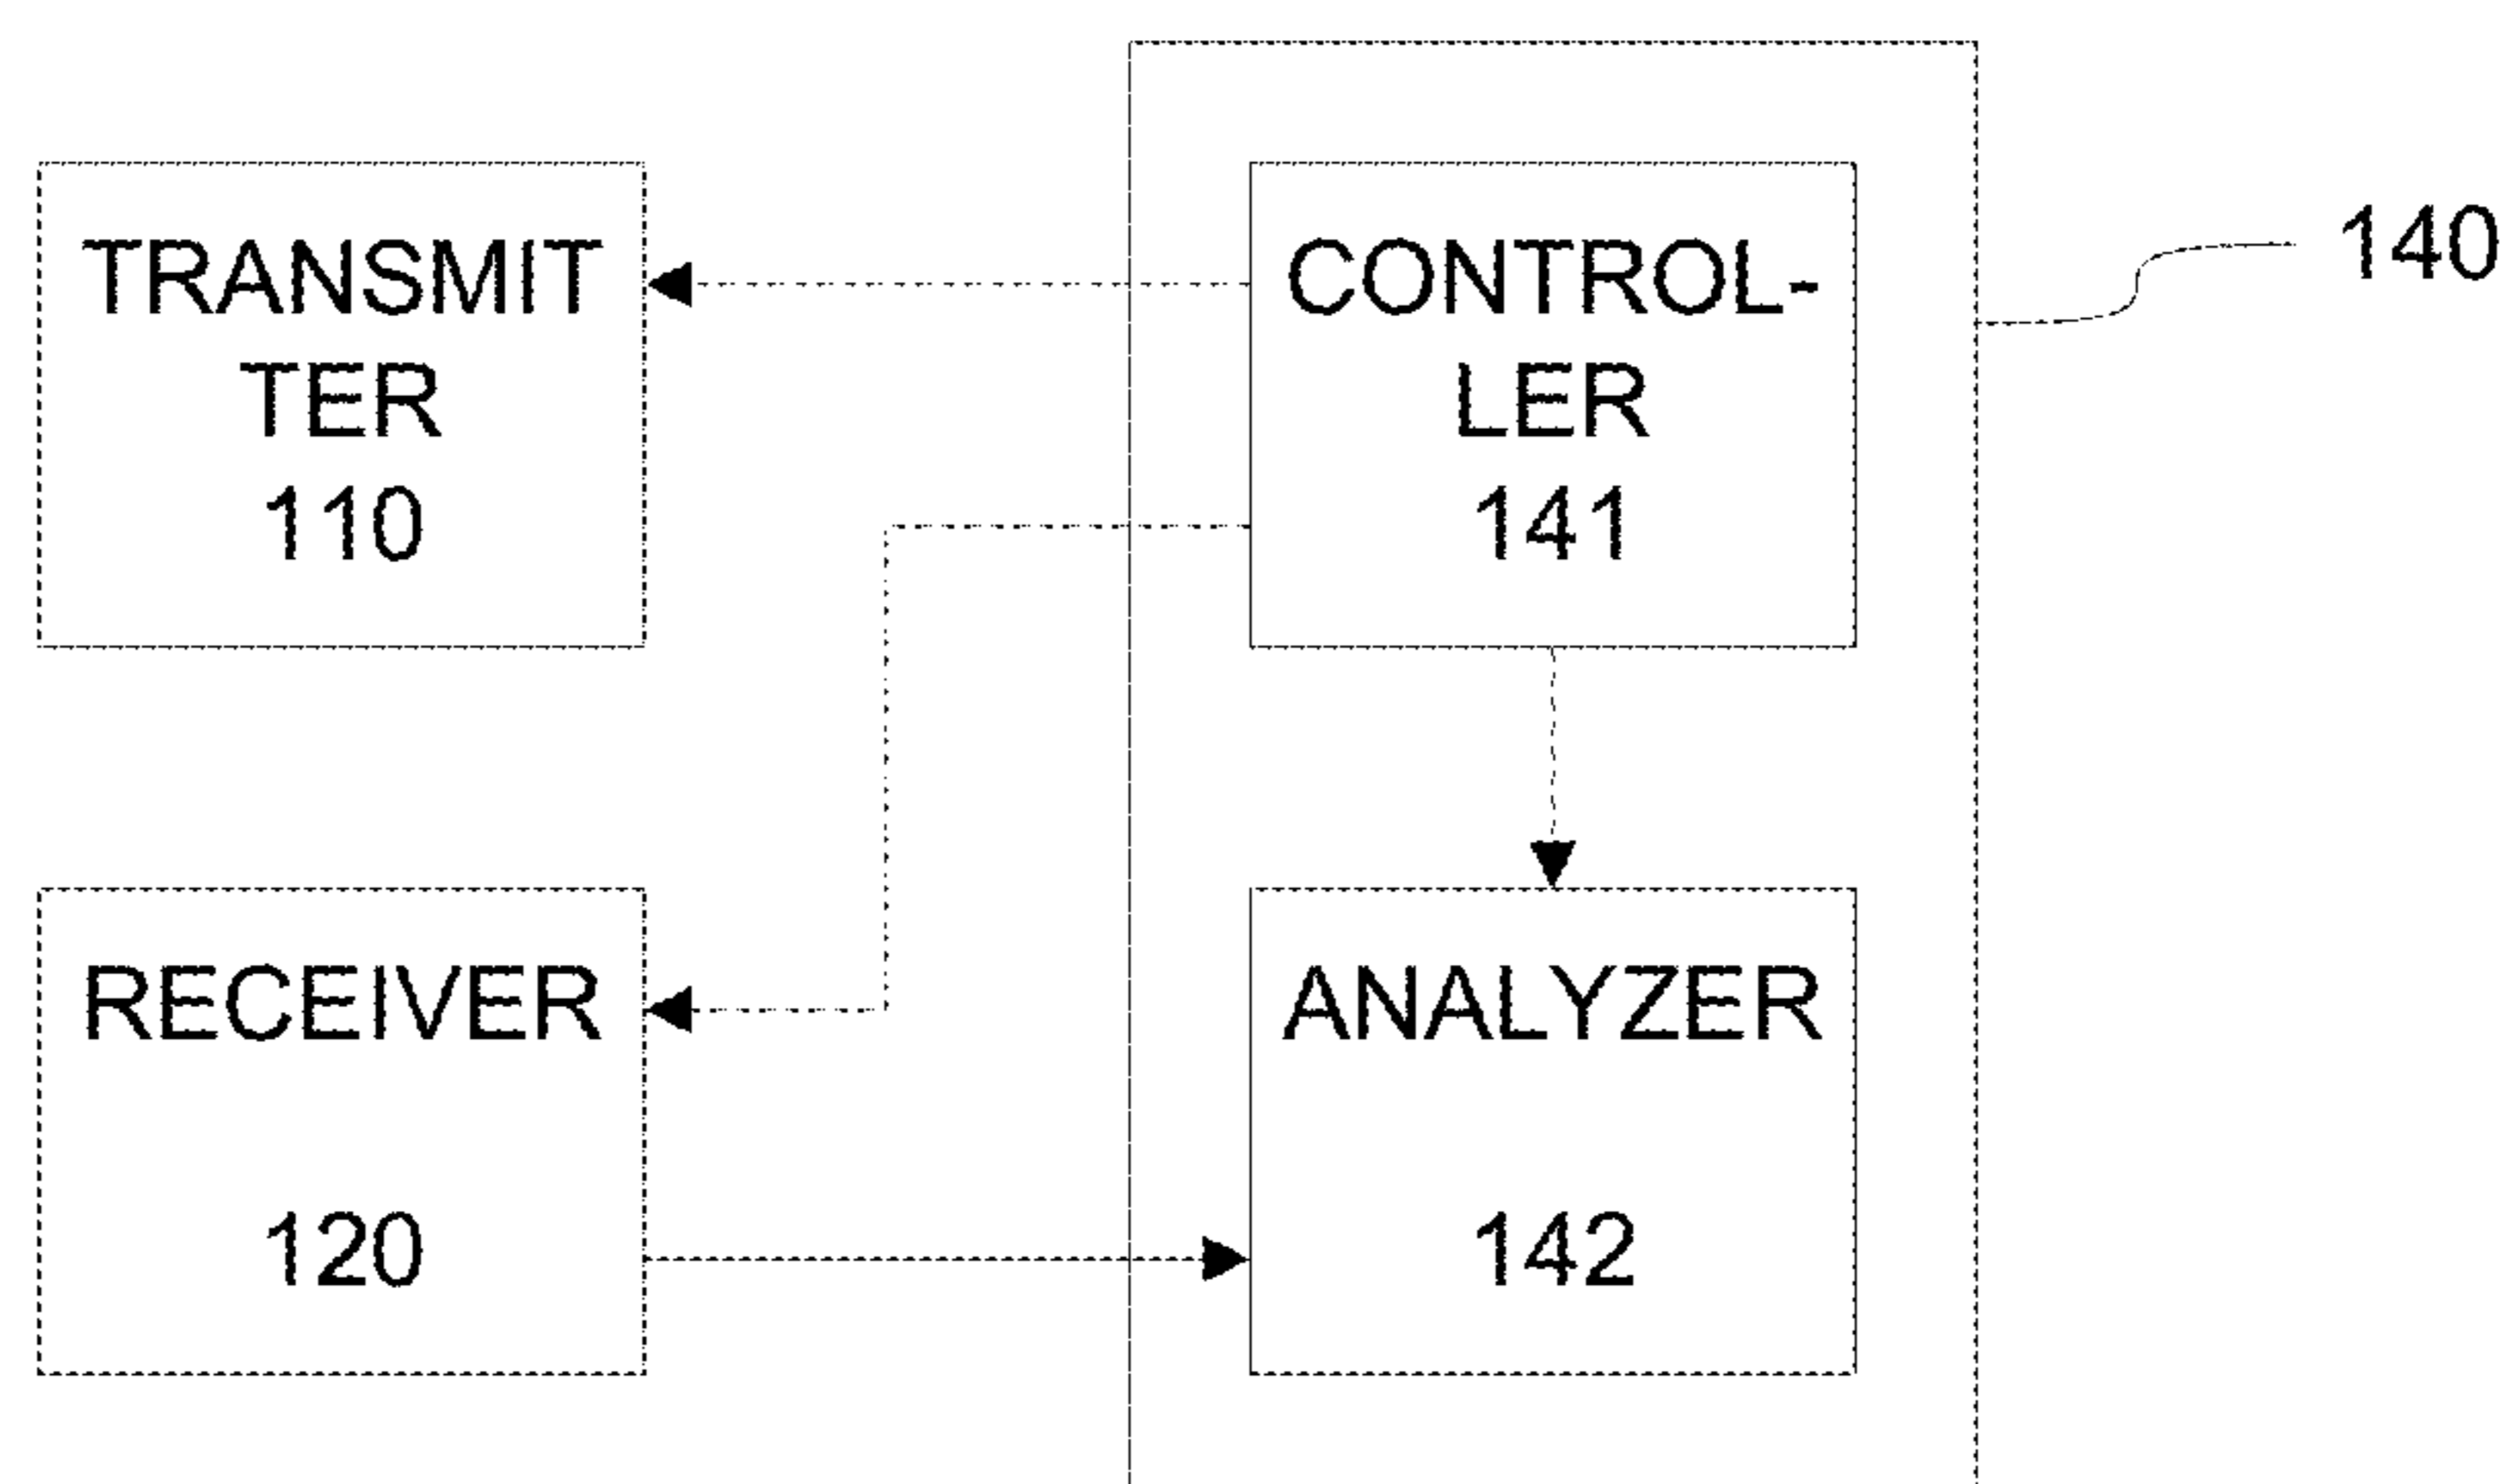 TRANSMIT
TER
110
CONTROL-
LER
141
140
RECEIVER
120
ANALYZER
142